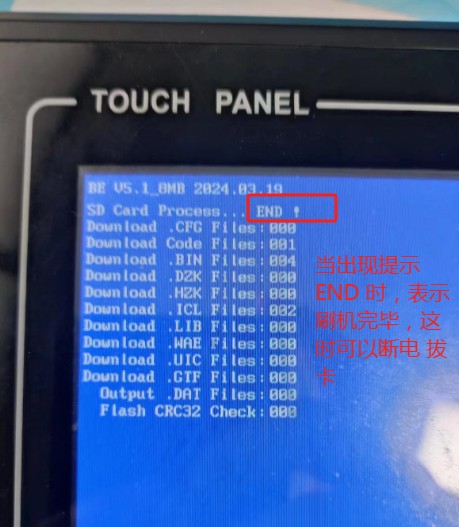 TOUCH PANEL
BE V5.1_8MB 2024.03.19
SD Card Process... END !
Download .CFG Files:000
Download Code Files:001
Download .BIN Files:004
Download .DZK Files:000
Download .HZK Files:000
Download .ICL Files:002
Download .LIB Files:000
Download .WAE Files:000
Download .UIC Files:000
Download .GTF Files:000
Output .DAT Files:000
Flash CRC32 Check:000
当出现提示
END 时，表示
刷机完毕，这
时可以断电 拔
卡